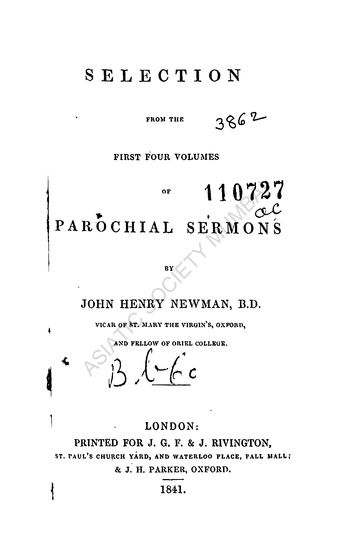 SELECTION
FROM THE
3862
FIRST FOUR VOLUMES
OF
110727
PAROCHIAL SERMONS
BY
JOHN HENRY NEWMAN, B.D.
VICAR OF ST. MARY THE VIRGIN'S, OXFORD,
AND FELLOW OF ORIEL COLLEGE.
ASIATIC SOCIETY MUMBAI
LONDON:
PRINTED FOR J. G. F. & J. RIVINGTON,
ST. PAUL'S CHURCH YARD, AND WATERLOO PLACE, PALL MALL;
& J. H. PARKER, OXFORD.
1841.